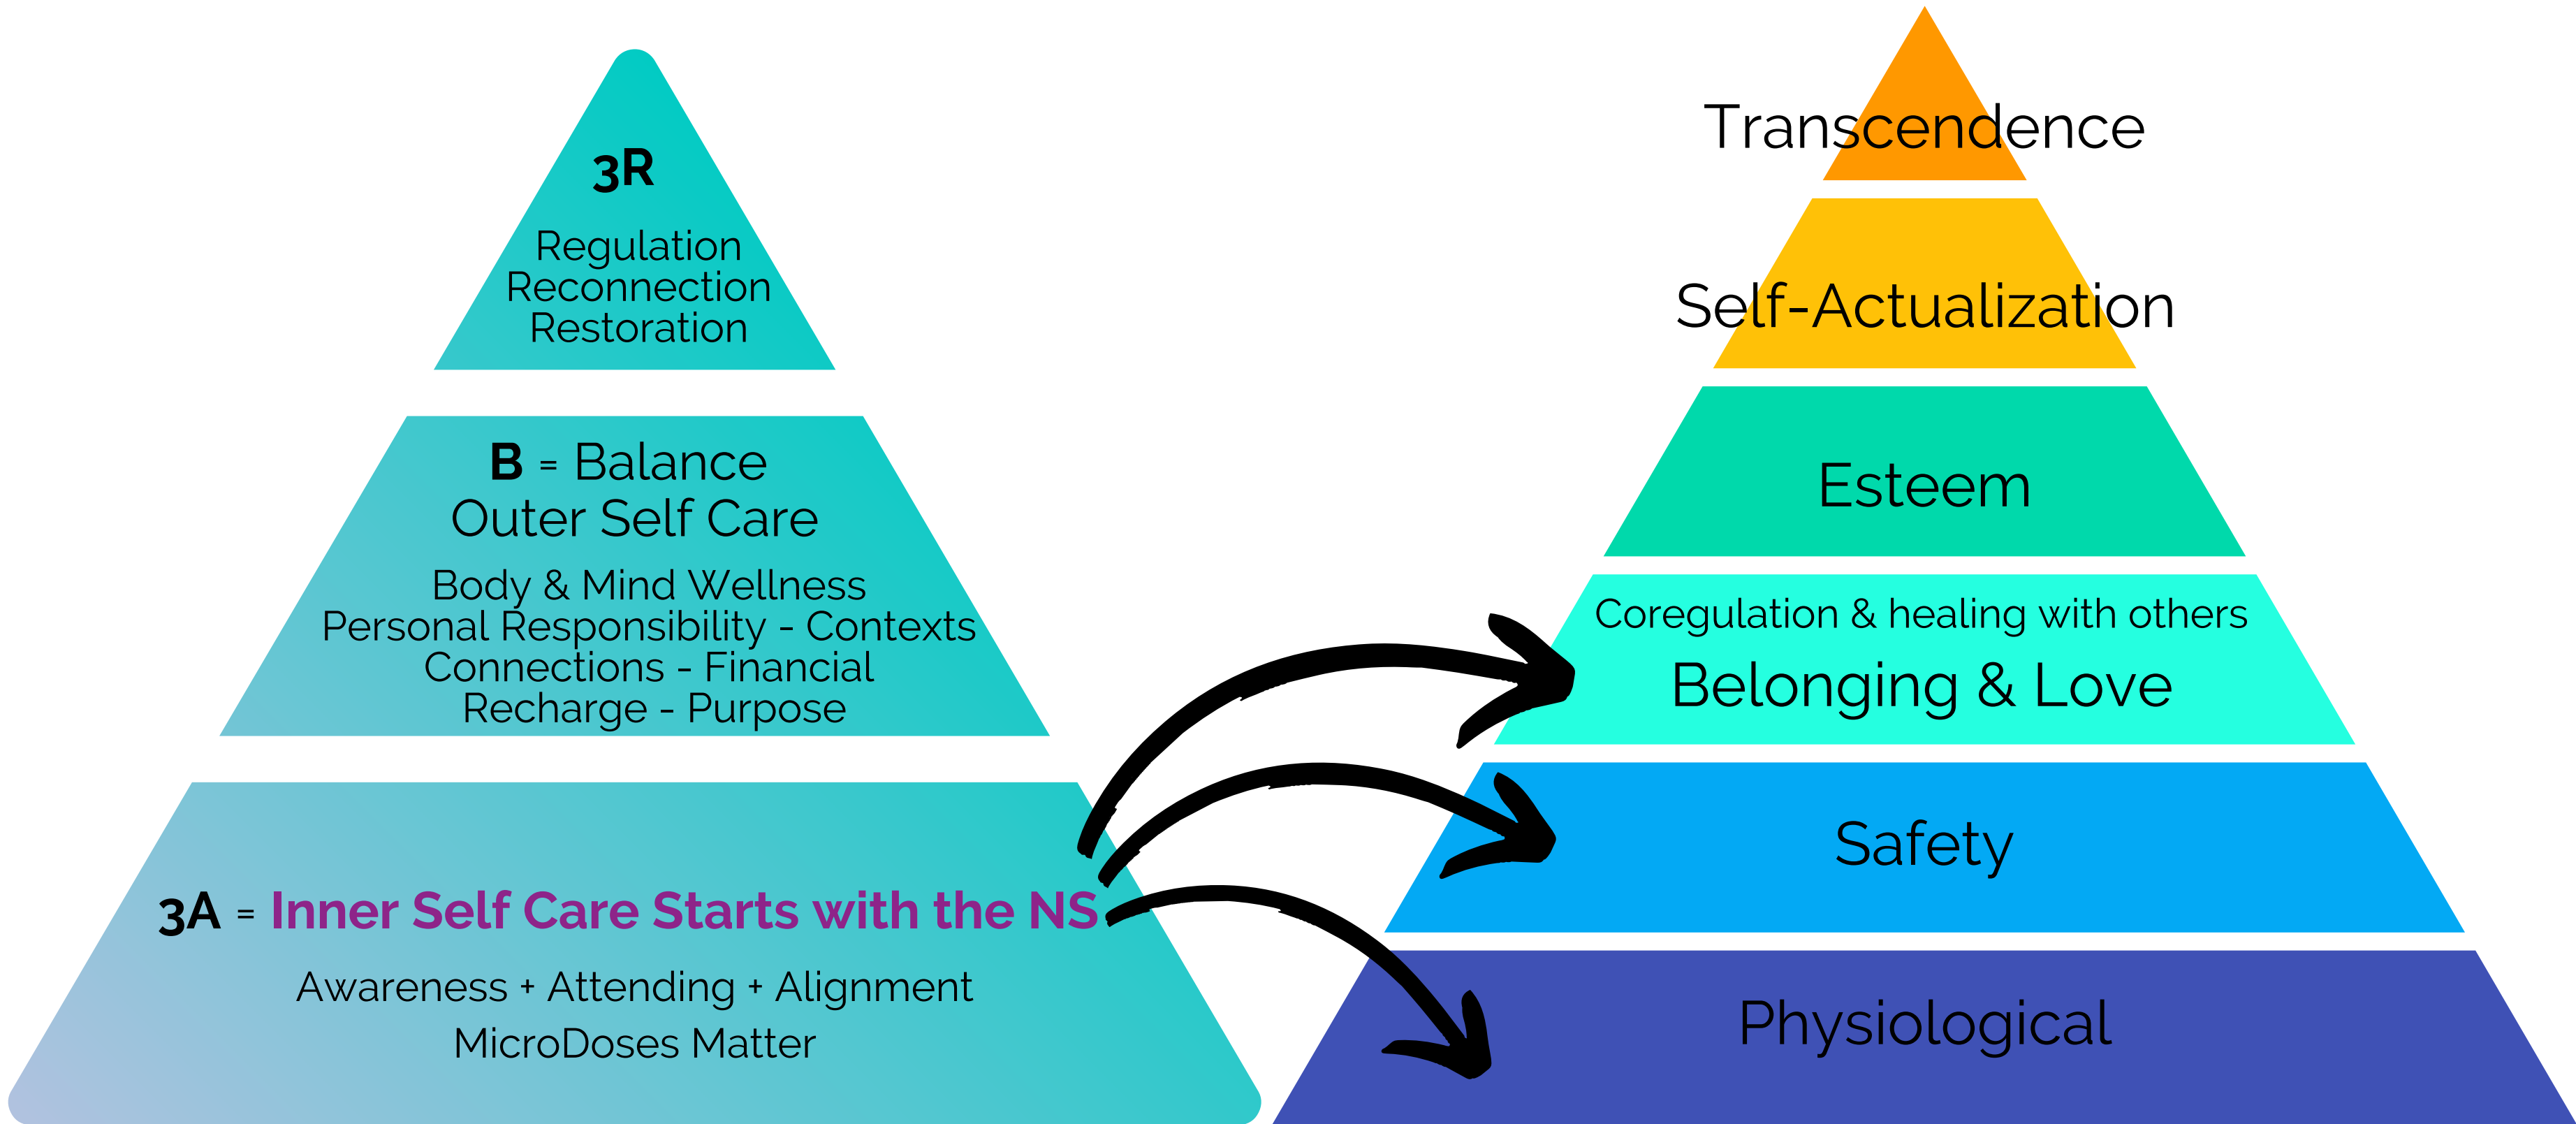 3R
Regulation
Reconnection
Restoration
B = Balance
Outer Self Care
Body & Mind Wellness
Personal Responsibility - Contexts
Connections - Financial
Recharge - Purpose
3A = Inner Self Care Starts with the NS
Awareness + Attending + Alignment
MicroDoses Matter
Transcendence
Self-Actualization
Esteem
Coregulation & healing with others
Belonging & Love
Safety
Physiological